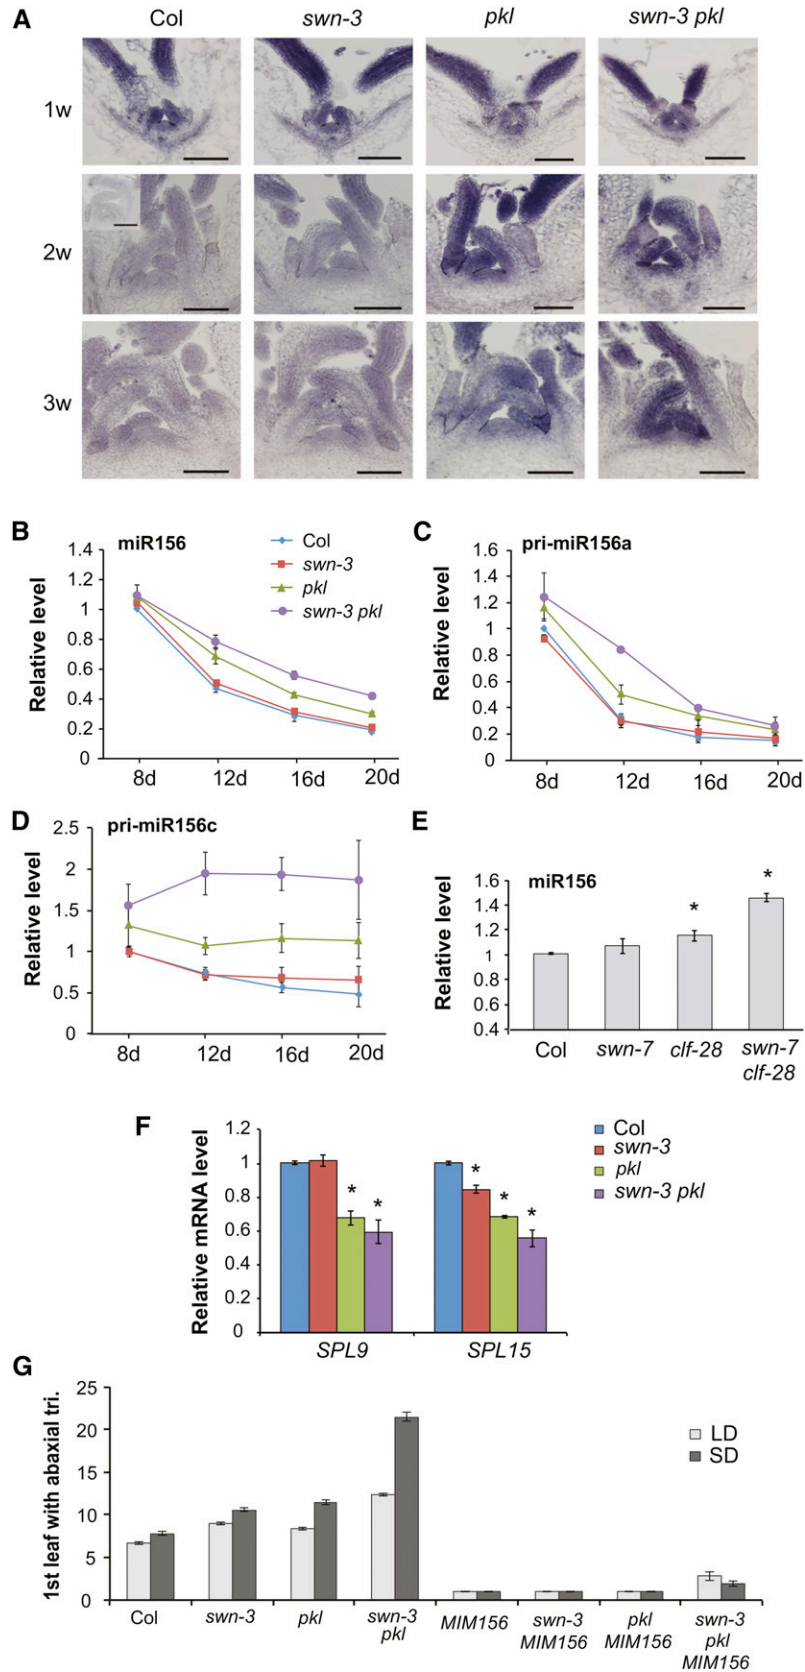 A
Col swn-3 pkl swn-3 pkl
1w
2w
3w
B
miR156
Relative level
1.4
1.2
1
0.8
0.6
0.4
0.2
0
8d 12d 16d 20d
Col
swn-3
pkl
swn-3 pkl
C
pri-miR156a
Relative level
1.6
1.4
1.2
1
0.8
0.6
0.4
0.2
0
8d 12d 16d 20d
D
pri-miR156c
Relative level
2.5
2
1.5
1
0.5
0
8d 12d 16d 20d
E
miR156
Relative level
1.6
1.4
1.2
1
0.8
0.6
0.4
* *
Col swn-7 clf-28 swn-7
clf-28
F
Relative mRNA level
1.2
1
0.8
0.6
0.4
0.2
0
* * * * *
SPL9 SPL15
Col
swn-3
pkl
swn-3 pkl
G
1st leaf with abaxial tri.
25
20
15
10
5
0
LD
SD
Col swn-3 pkl swn-3 MIM156 swn-3 pkl swn-3
pkl MIM156 MIM156 pkl
MIM156